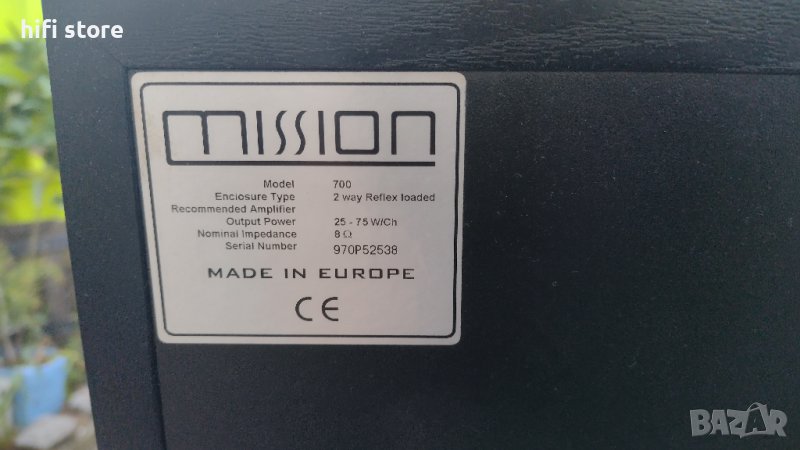 hifi store
mission
Model 700
Enclosure Type 2 way Reflex loaded
Recommended Amplifier
Output Power 25 - 75 W/Ch
Nominal Impedance 8 Ω
Serial Number 970P52538
MADE IN EUROPE
CE
BAZAR